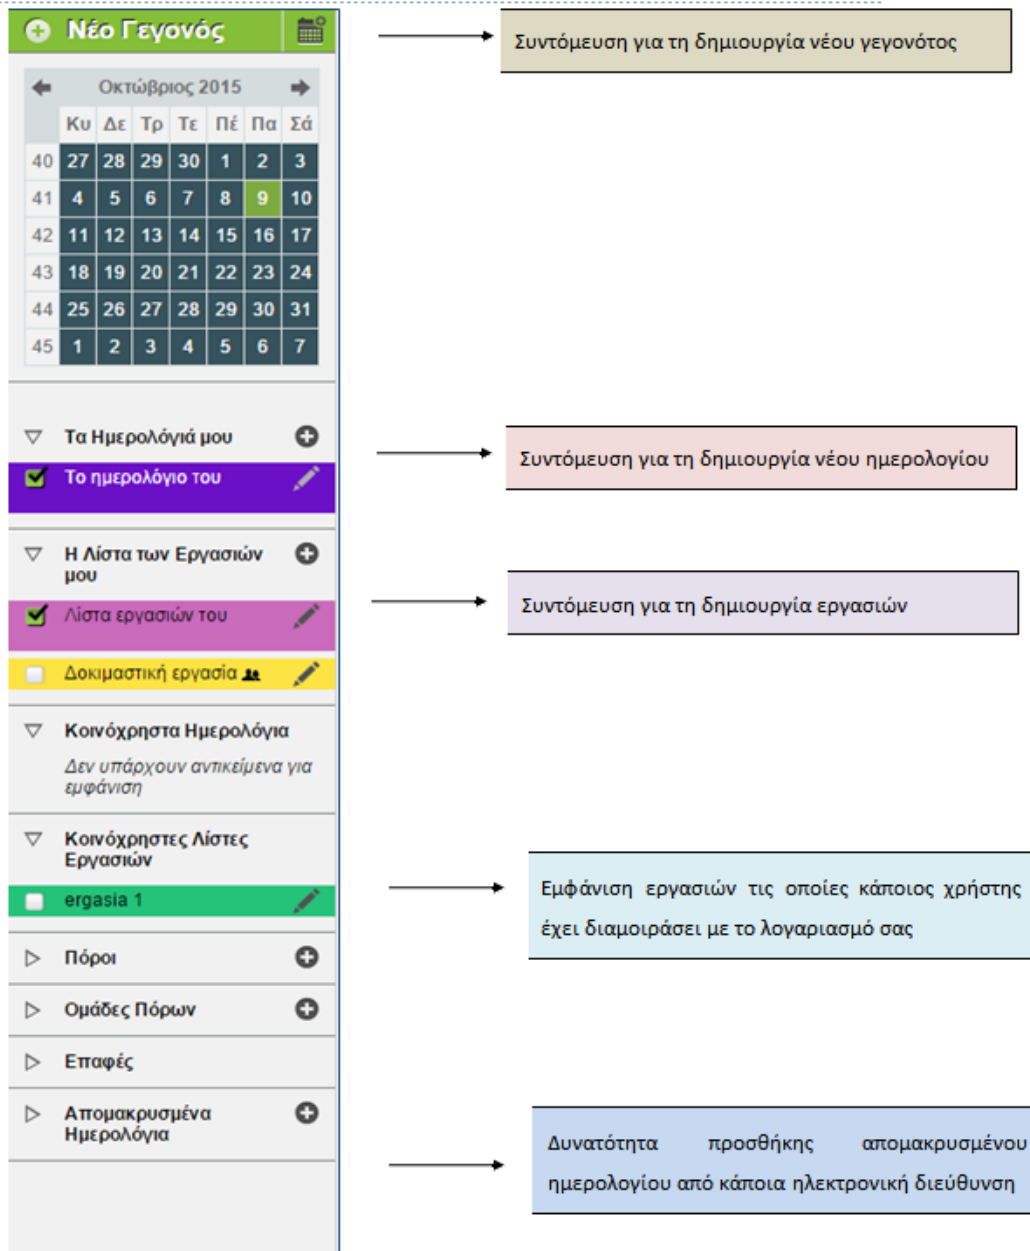 Νέο Γεγονός
Συντόμευση για τη δημιουργία νέου γεγονότος
Οκτώβριος 2015
Κυ Δε Τρ Τε Πέ Πα Σά
40 27 28 29 30 1 2 3
41 4 5 6 7 8 9 10
42 11 12 13 14 15 16 17
43 18 19 20 21 22 23 24
44 25 26 27 28 29 30 31
45 1 2 3 4 5 6 7
Τα Ημερολόγιά μου
Συντόμευση για τη δημιουργία νέου ημερολογίου
Το ημερολόγιο του
Η Λίστα των Εργασιών
μου
Συντόμευση για τη δημιουργία εργασιών
Λίστα εργασιών του
Δοκιμαστική εργασία
Κοινόχρηστα Ημερολόγια
Δεν υπάρχουν αντικείμενα για
εμφάνιση
Κοινόχρηστες Λίστες
Εργασιών
ergasia 1
Εμφάνιση εργασιών τις οποίες κάποιος χρήστης
έχει διαμοιράσει με το λογαριασμό σας
Πόροι
Ομάδες Πόρων
Επαφές
Απομακρυσμένα
Ημερολόγια
Δυνατότητα προσθήκης απομακρυσμένου
ημερολογίου από κάποια ηλεκτρονική διεύθυνση